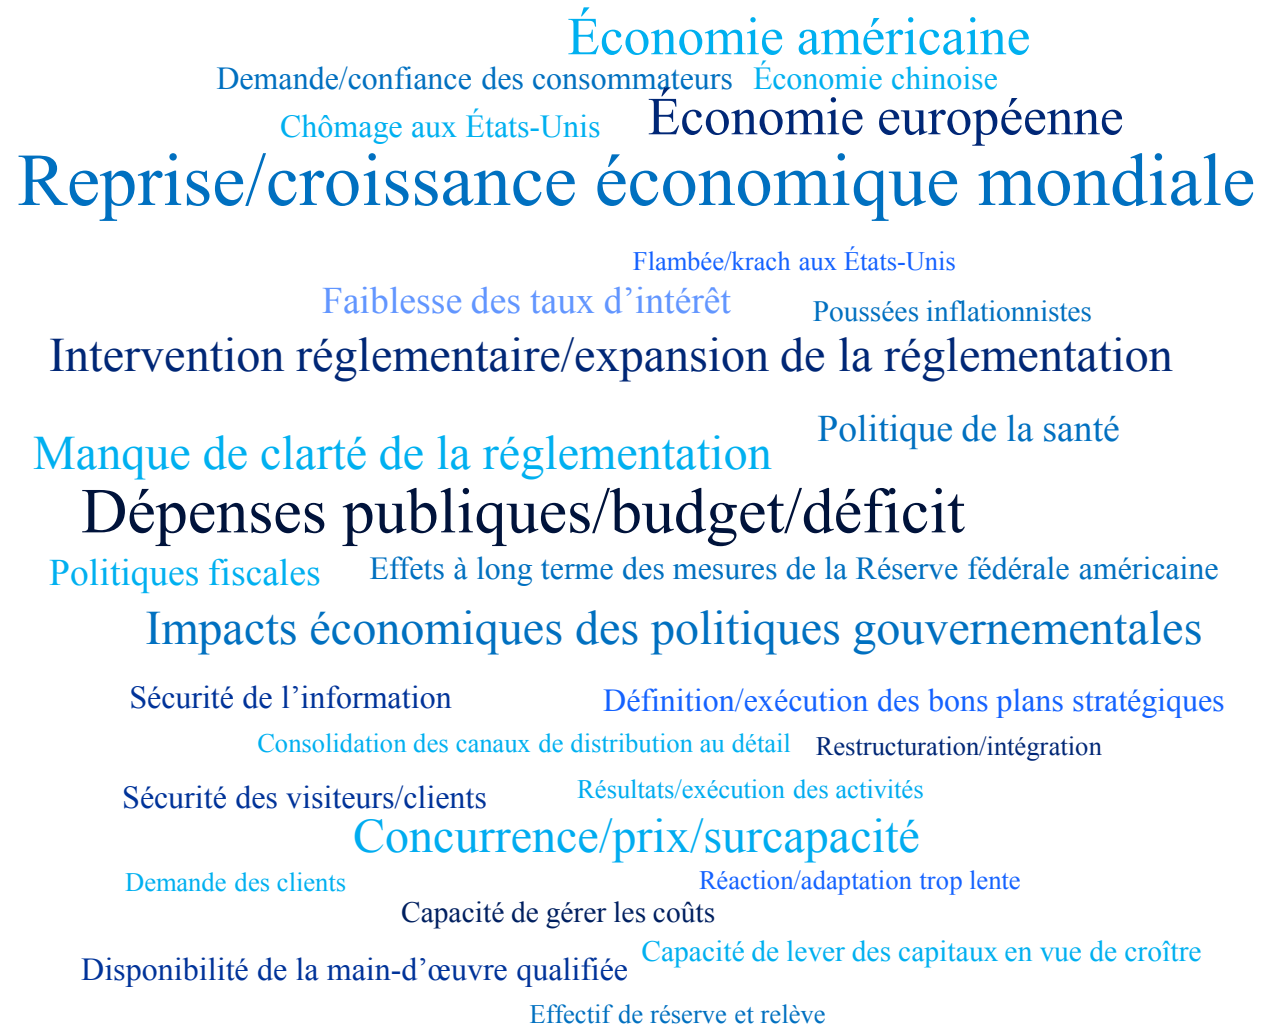 Économie américaine
Demande/confiance des consommateurs Économie chinoise
Chômage aux États-Unis Économie européenne
Reprise/croissance économique mondiale
Flambée/krach aux États-Unis
Faiblesse des taux d’intérêt Poussées inflationnistes
Intervention réglementaire/expansion de la réglementation
Politique de la santé
Manque de clarté de la réglementation
Dépenses publiques/budget/déficit
Politiques fiscales Effets à long terme des mesures de la Réserve fédérale américaine
Impacts économiques des politiques gouvernementales
Sécurité de l’information Définition/exécution des bons plans stratégiques
Consolidation des canaux de distribution au détail Restructuration/intégration
Sécurité des visiteurs/clients Résultats/exécution des activités
Concurrence/prix/surcapacité
Demande des clients Réaction/adaptation trop lente
Capacité de gérer les coûts
Disponibilité de la main-d’œuvre qualifiée Capacité de lever des capitaux en vue de croître
Effectif de réserve et relève